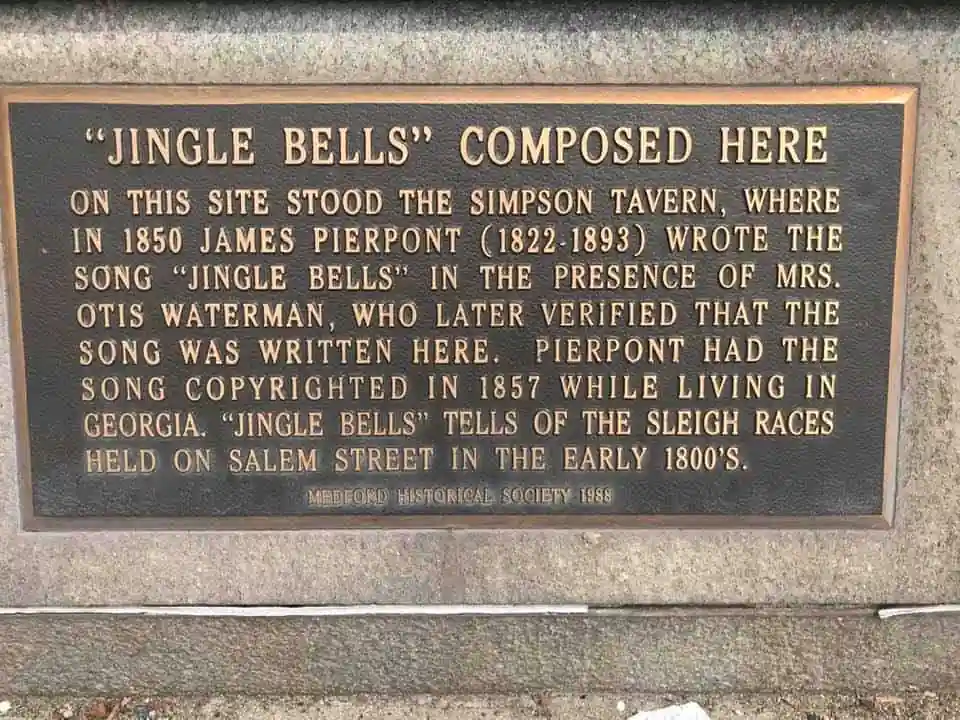 “JINGLE BELLS” COMPOSED HERE
ON THIS SITE STOOD THE SIMPSON TAVERN, WHERE
IN 1850 JAMES PIERPONT (1822-1893) WROTE THE
SONG “JINGLE BELLS” IN THE PRESENCE OF MRS.
OTIS WATERMAN, WHO LATER VERIFIED THAT THE
SONG WAS WRITTEN HERE. PIERPONT HAD THE
SONG COPYRIGHTED IN 1857 WHILE LIVING IN
GEORGIA. “JINGLE BELLS” TELLS OF THE SLEIGH RACES
HELD ON SALEM STREET IN THE EARLY 1800'S.
MEDFORD HISTORICAL SOCIETY 1988